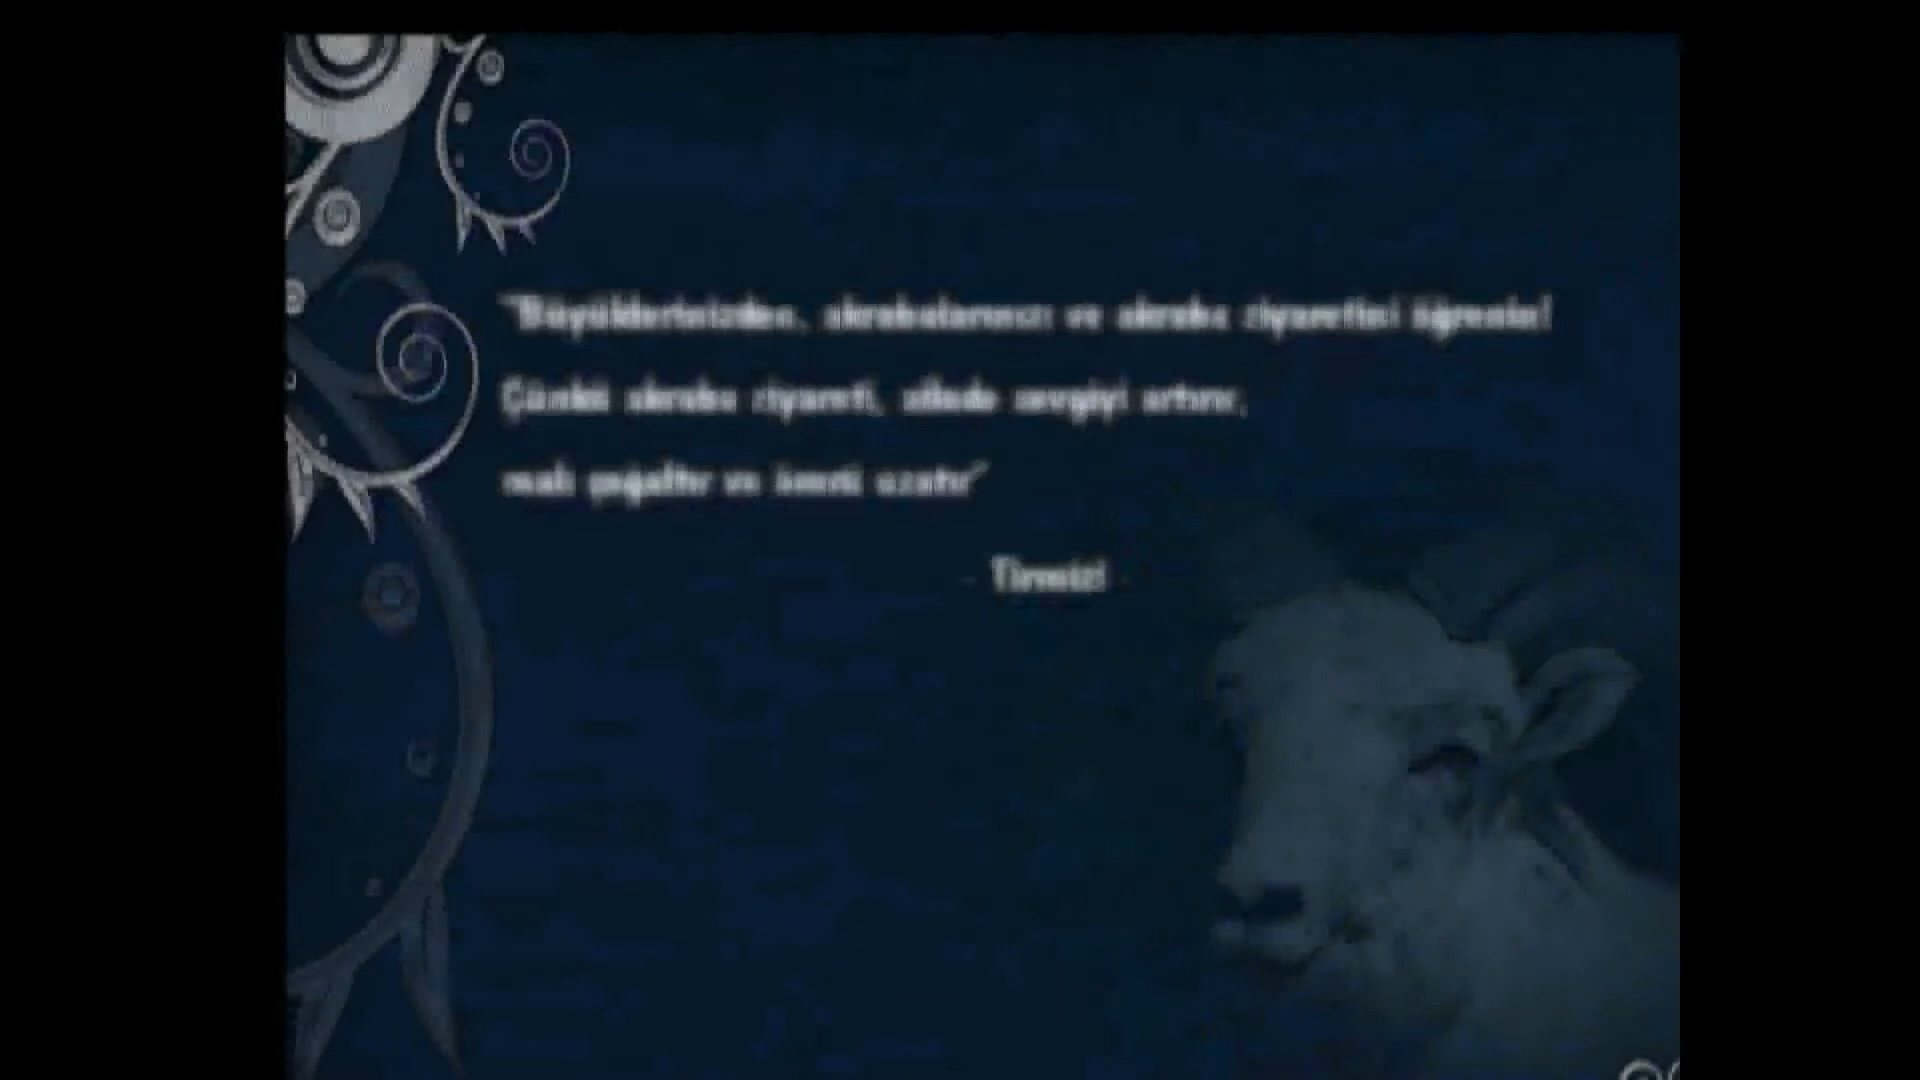 "Büyüklerinizden, akrabalarınızı ve akraba ziyaretini öğrenin!
Çünkü akraba ziyareti, ailede sevgiyi artırır,
malı çoğaltır ve ömrü uzatır"
- Tirmizi -